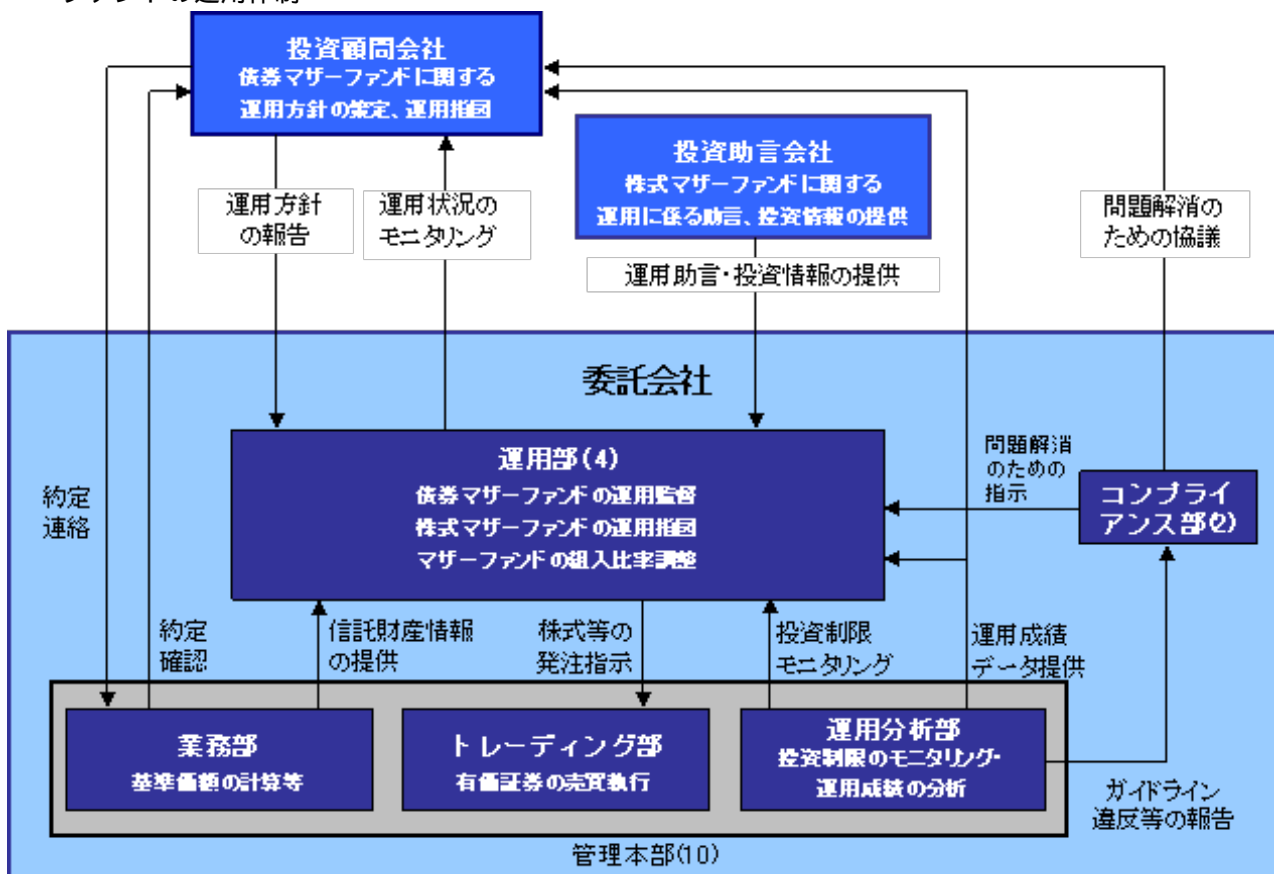 ファンドの運用体制
投資顧問会社
債券マザーファンドに関する
運用方針の策定、運用指図
投資助言会社
株式マザーファンドに関する
運用に係る助言、投資情報の提供
運用方針
の報告
運用状況の
モニタリング
問題解消の
ための協議
運用助言・投資情報の提供
委託会社
運用部(4)
債券マザーファンドの運用監督
株式マザーファンドの運用指図
マザーファンドの組入比率調整
問題解消
のための
指示
コンプライ
アンス部(2)
約定
連絡
約定
確認
信託財産情報
の提供
株式等の
発注指示
投資制限
モニタリング
運用成績
データ提供
業務部
基準価額の計算等
トレーディング部
有価証券の売買執行
運用分析部
投資制限のモニタリング・
運用成績の分析
ガイドライン
違反等の報告
管理本部(10)